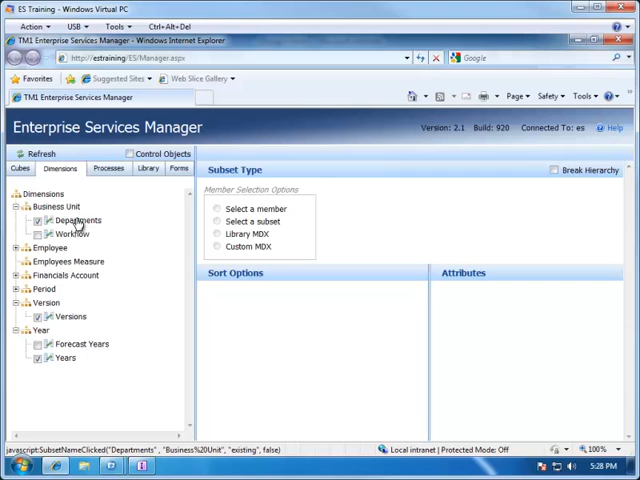 ES Training - Windows Virtual PC
Action USB Tools Ctrl+Alt+Del
TM1 Enterprise Services Manager - Windows Internet Explorer
http://estraining/ES/Manager.aspx Google
Favorites Suggested Sites Web Slice Gallery
TM1 Enterprise Services Manager Page Safety Tools
Enterprise Services Manager Version: 2.1 Build: 920 Connected To: es Help
Refresh Control Objects
Cubes Dimensions Processes Library Forms
Subset Type Break Hierarchy
Member Selection Options
Select a member
Select a subset
Library MDX
Custom MDX
Sort Options Attributes
Dimensions
Business Unit
Departments
Workflow
Employee
Employees Measure
Financials Account
Period
Version
Versions
Year
Forecast Years
Years
javascript:SubsetNameClicked("Departments" , "Business%20Unit", "existing", false) Local intranet | Protected Mode: Off 100%
5:28 PM